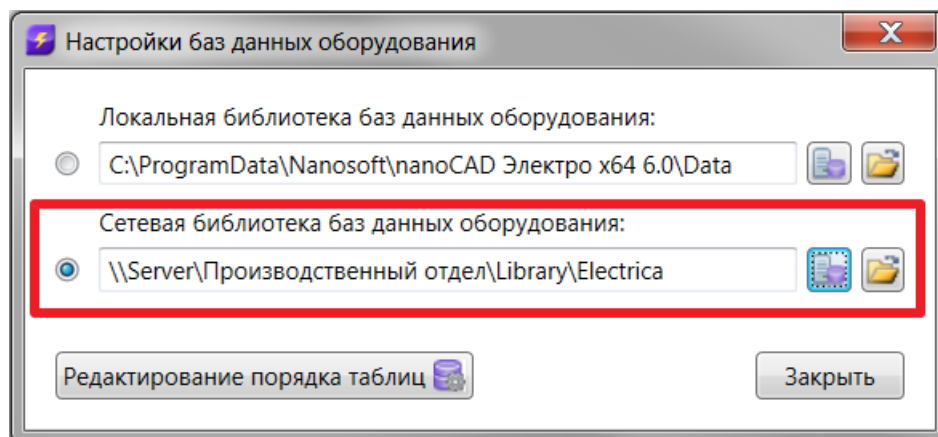 Настройки баз данных оборудования
Локальная библиотека баз данных оборудования:
C:\ProgramData\Nanosoft\nanoCAD Электро x64 6.0\Data
Сетевая библиотека баз данных оборудования:
\\Server\Производственный отдел\Library\Electrica
Редактирование порядка таблиц
Закрыть